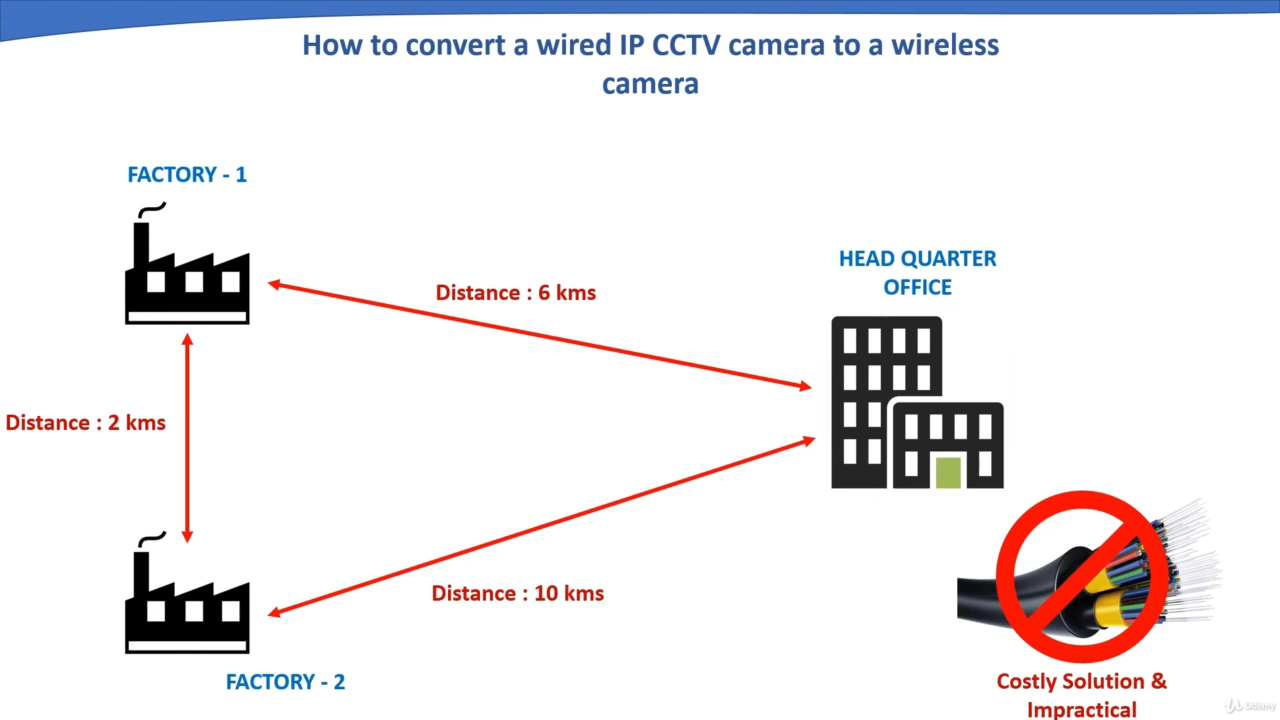 How to convert a wired IP CCTV camera to a wireless
camera
FACTORY - 1
HEAD QUARTER
OFFICE
Distance : 6 kms
Distance : 2 kms
Distance : 10 kms
FACTORY - 2
Costly Solution &
Impractical
Udemy